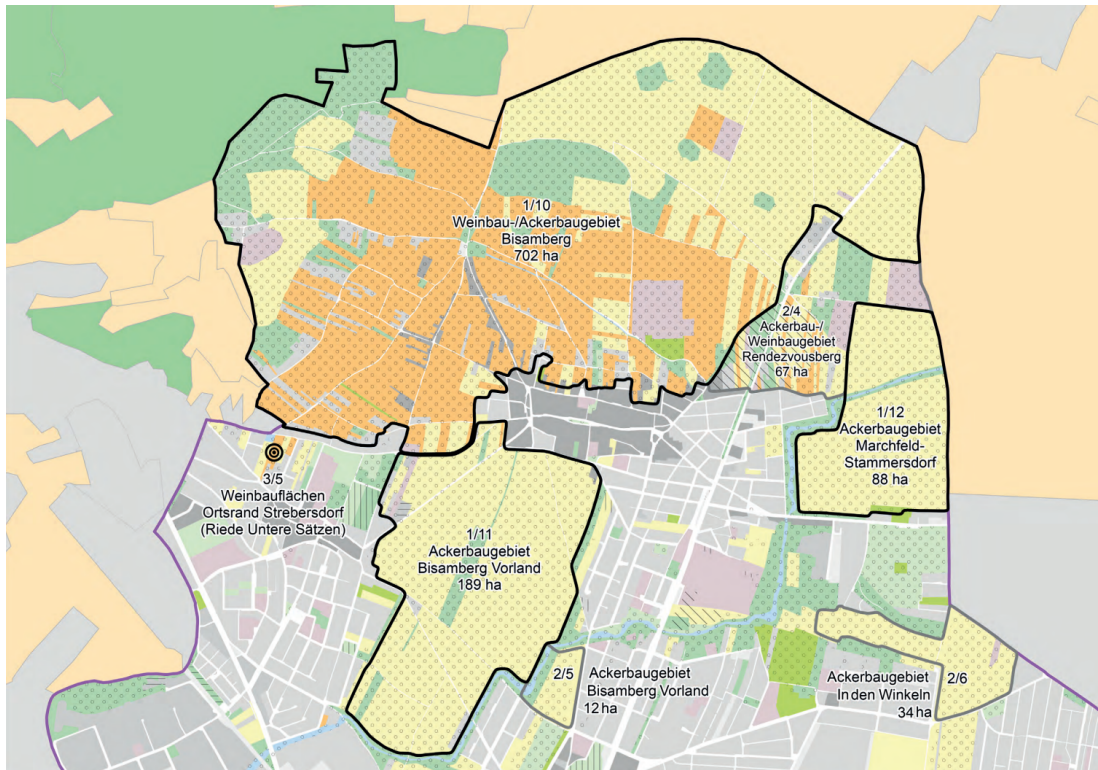 1/10
Weinbau-/Ackerbaugebiet
Bisamberg
702 ha
2/4
Ackerbau-/
Weinbaugebiet
Rendezvousberg
67 ha
1/12
Ackerbaugebiet
Marchfeld-
Stammersdorf
88 ha
3/5
Weinbauflächen
Ortsrand Strebersdorf
(Riede Untere Sätzen)
1/11
Ackerbaugebiet
Bisamberg Vorland
189 ha
2/5
Ackerbaugebiet
Bisamberg Vorland
12 ha
Ackerbaugebiet
In den Winkeln
34 ha
2/6